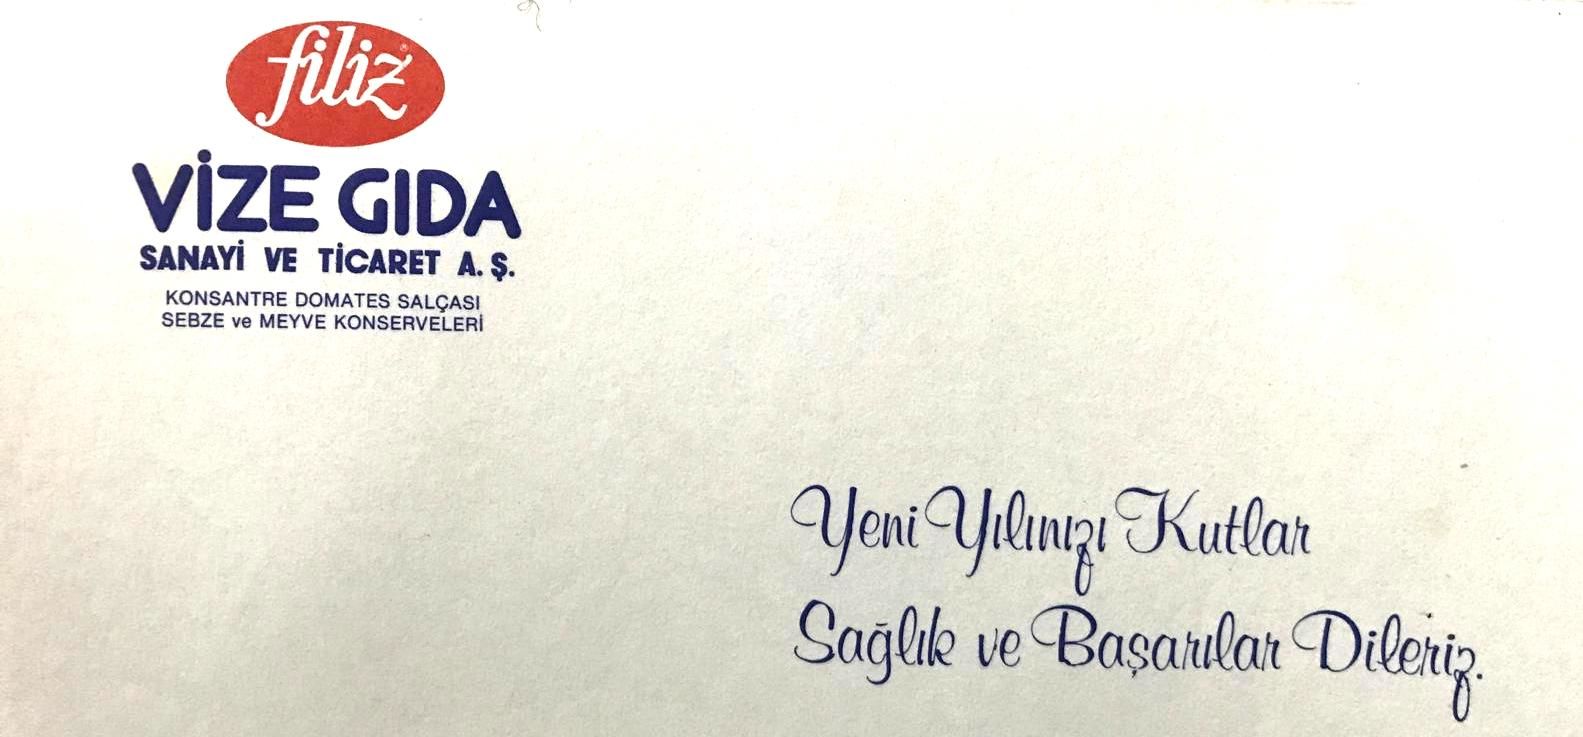 filiz®
VİZE GIDA
SANAYİ VE TİCARET A. Ş.
KONSANTRE DOMATES SALÇASI
SEBZE ve MEYVE KONSERVELERİ
Yeni Yılınızı Kutlar
Sağlık ve Başarılar Dileriz.